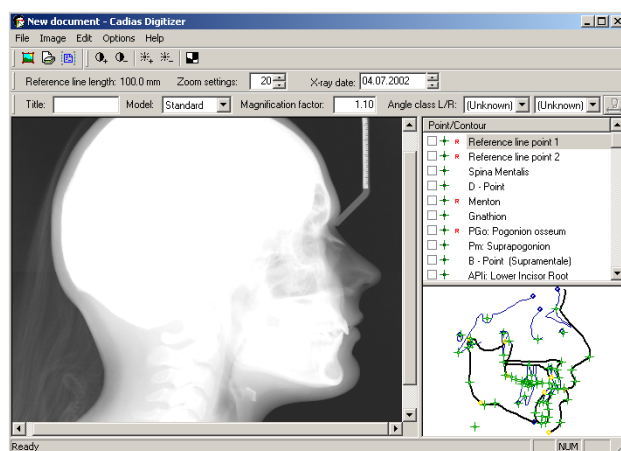 New document - Cadias Digitizer
File Image Edit Options Help
Reference line length: 100.0 mm Zoom settings: 20 X-ray date: 04.07.2002
Title: Model: Standard Magnification factor: 1.10 Angle class L/R: (Unknown) (Unknown)
Point/Contour
R Reference line point 1
R Reference line point 2
Spina Mentalis
D - Point
R Menton
Gnathion
R PGo: Pogonion osseum
Pm: Suprapogonion
B - Point (Supramentale)
APIi: Lower Incisor Root
Ready NUM